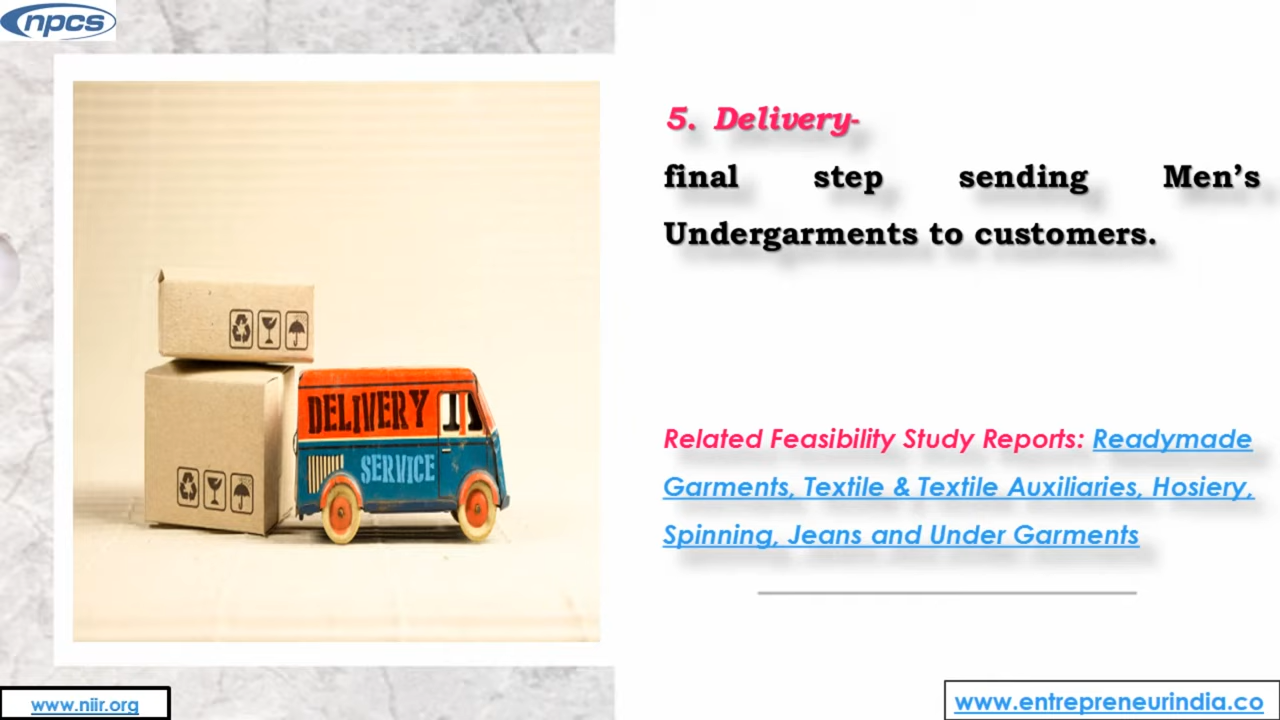 npcs
5. Delivery-
final step sending Men's
Undergarments to customers.
DELIVERY
SERVICE
Related Feasibility Study Reports: Readymade
Garments, Textile & Textile Auxiliaries, Hosiery,
Spinning, Jeans and Under Garments
www.niir.org
www.entrepreneurindia.co